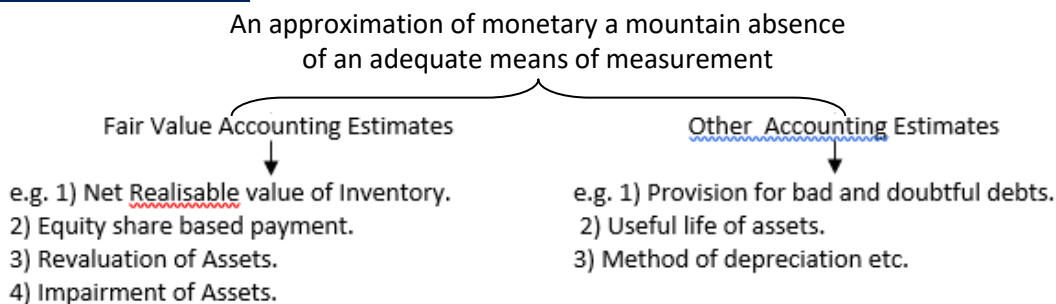 An approximation of monetary a mountain absence
of an adequate means of measurement
Fair Value Accounting Estimates
e.g. 1) Net Realisable value of Inventory.
2) Equity share based payment.
3) Revaluation of Assets.
4) Impairment of Assets.
Other Accounting Estimates
e.g. 1) Provision for bad and doubtful debts.
2) Useful life of assets.
3) Method of depreciation etc.